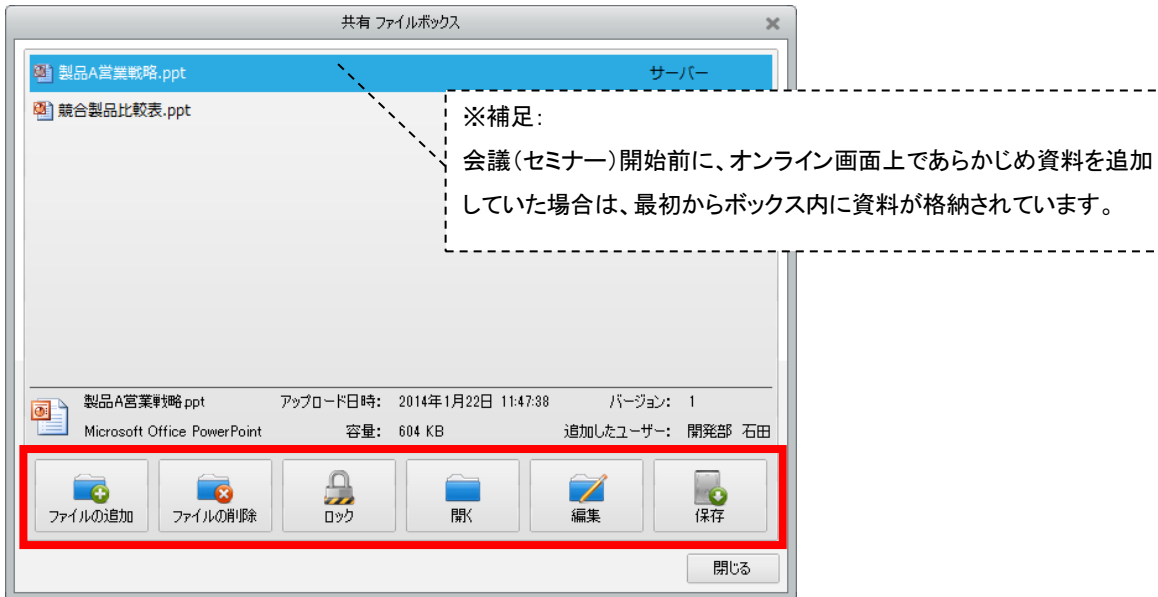 共有 ファイルボックス
製品A営業戦略.ppt サーバー
競合製品比較表.ppt
※補足：
会議（セミナー）開始前に、オンライン画面上であらかじめ資料を追加
していた場合は、最初からボックス内に資料が格納されています。
製品A営業戦略.ppt アップロード日時： 2014年1月22日 11:47:38 バージョン： 1
Microsoft Office PowerPoint 容量： 604 KB 追加したユーザー： 開発部 石田
ファイルの追加 ファイルの削除 ロック 開く 編集 保存
閉じる